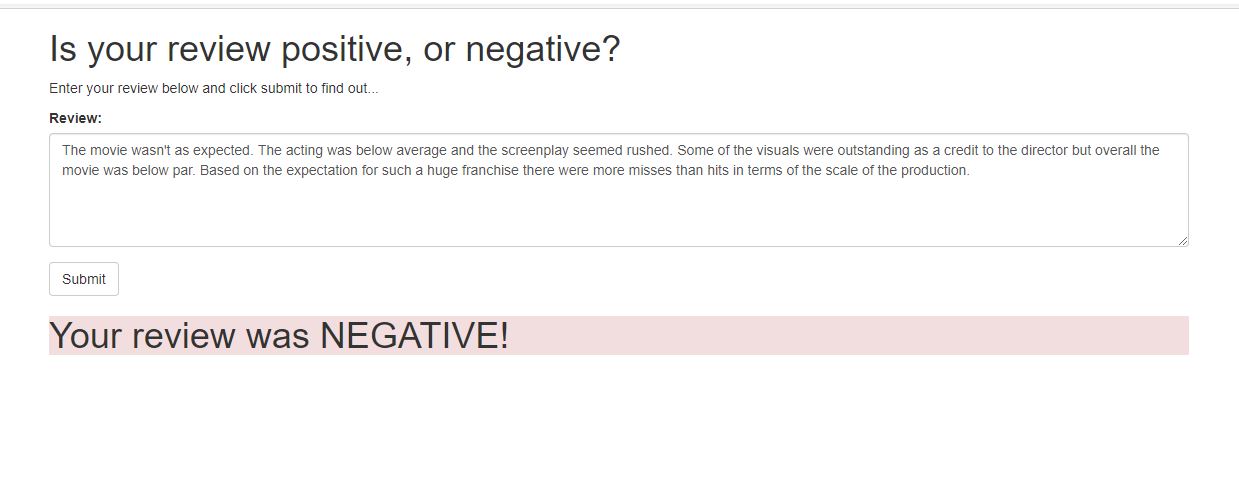 Is your review positive, or negative?
Enter your review below and click submit to find out...
Review:
The movie wasn't as expected. The acting was below average and the screenplay seemed rushed. Some of the visuals were outstanding as a credit to the director but overall the
movie was below par. Based on the expectation for such a huge franchise there were more misses than hits in terms of the scale of the production.
Submit
Your review was NEGATIVE!